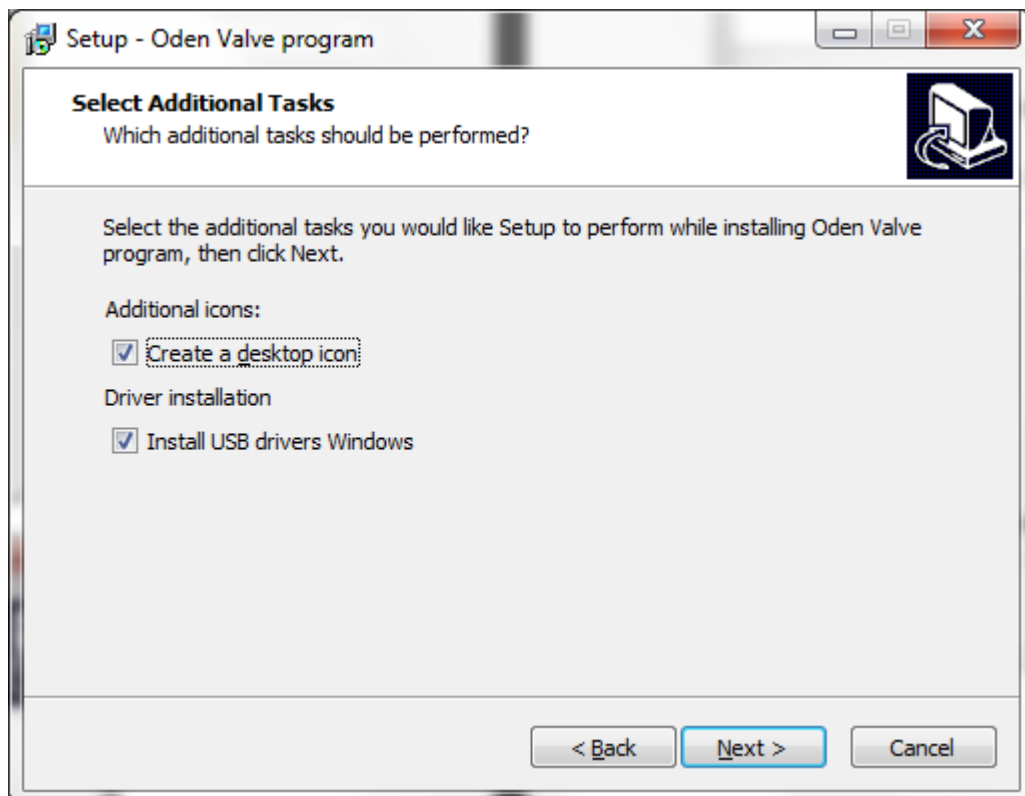 Setup - Oden Valve program
Select Additional Tasks
Which additional tasks should be performed?
Select the additional tasks you would like Setup to perform while installing Oden Valve
program, then click Next.
Additional icons:
Create a desktop icon
Driver installation
Install USB drivers Windows
< Back
Next >
Cancel